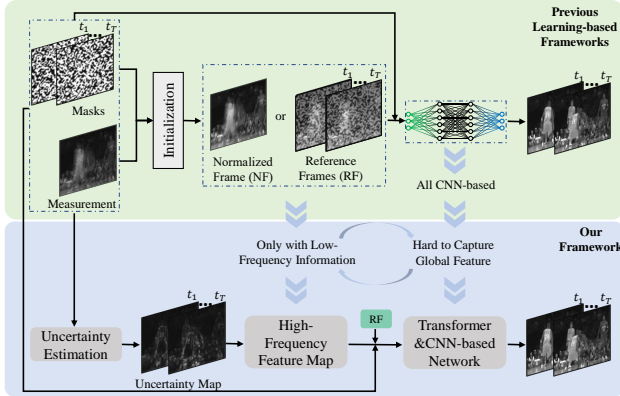 Previous
Learning-based
Frameworks
t1 ••• tT
Masks
Measurement
Initialization
Normalized
Frame (NF)
or
t1 ••• tT
Reference
Frames (RF)
All CNN-based
t1 ••• tT
Only with Low-
Frequency Information
Hard to Capture
Global Feature
Our
Framework
Uncertainty
Estimation
t1 ••• tT
Uncertainty Map
High-
Frequency
Feature Map
RF
Transformer
&CNN-based
Network
t1 ••• tT